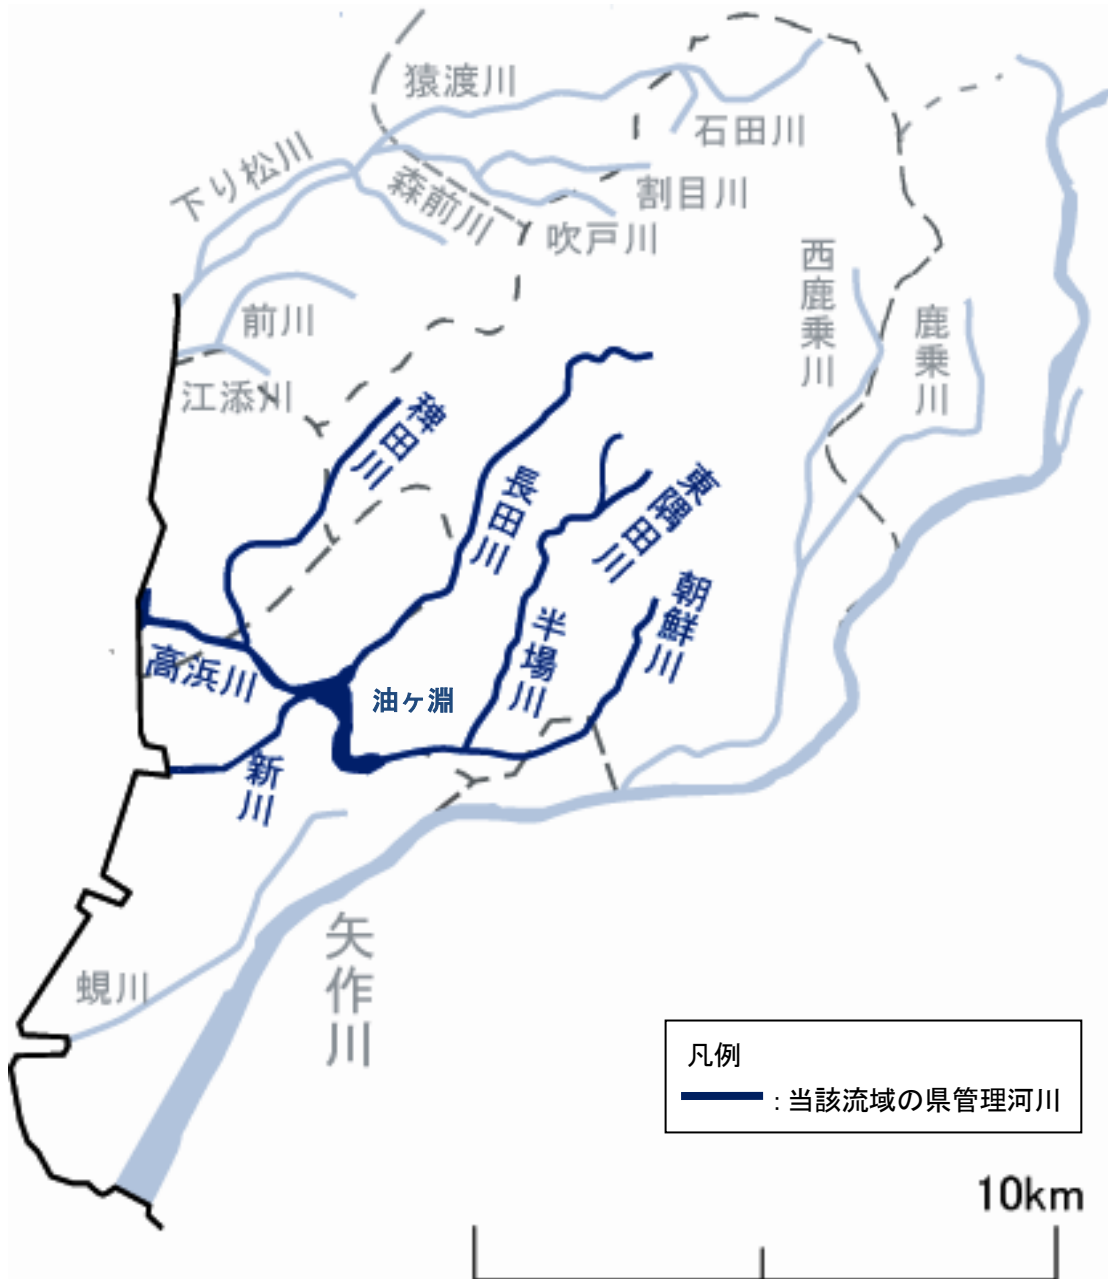 猿渡川
石田川
下り松川
森前川
割目川
吹戸川
西鹿乗川
鹿乗川
前川
江添川
稗田川
長田川
東隅田川
朝鮮川
半場川
高浜川
油ヶ淵
新川
蜆川
矢作川
凡例
:当該流域の県管理河川
10km